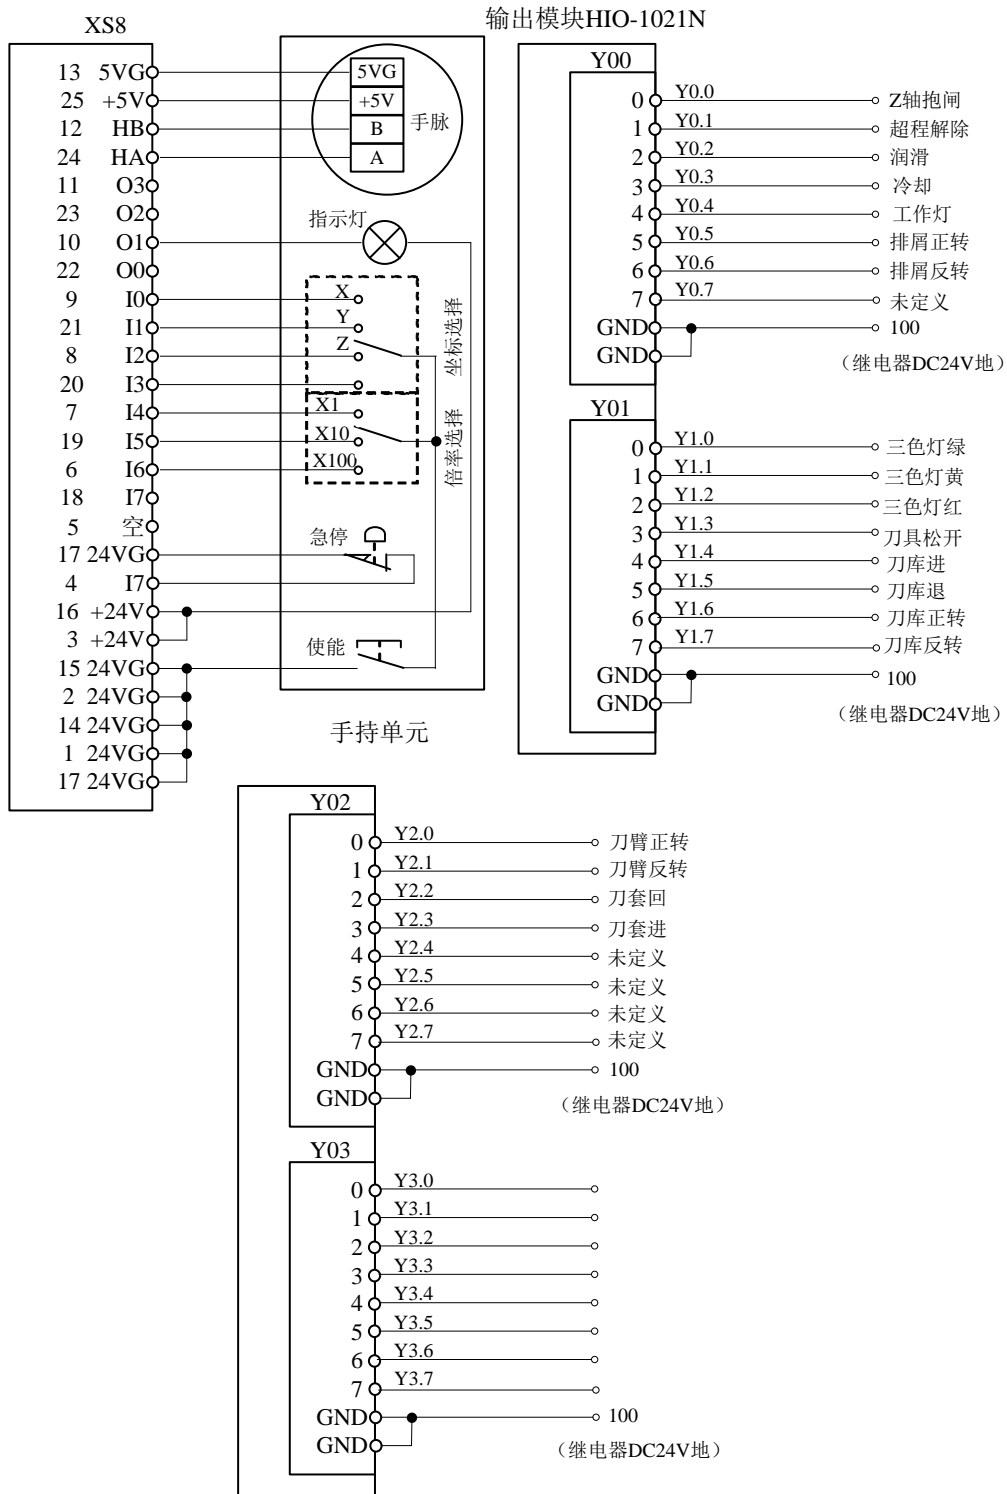 输出模块HIO-1021N
XS8
13 5VG
25 +5V
12 HB
24 HA
11 O3
23 O2
10 O1
22 O0
9 I0
21 I1
8 I2
20 I3
7 I4
19 I5
6 I6
18 I7
5 空
17 24VG
4 I7
16 +24V
3 +24V
15 24VG
2 24VG
14 24VG
1 24VG
17 24VG
5VG
+5V
B
A
手脉
指示灯
X
Y
Z
坐标选择
X1
X10
X100
倍率选择
急停
使能
手持单元
Y00
0 Y0.0 Z轴抱闸
1 Y0.1 超程解除
2 Y0.2 润滑
3 Y0.3 冷却
4 Y0.4 工作灯
5 Y0.5 排屑正转
6 Y0.6 排屑反转
7 Y0.7 未定义
GND 100
GND
（继电器DC24V地）
Y01
0 Y1.0 三色灯绿
1 Y1.1 三色灯黄
2 Y1.2 三色灯红
3 Y1.3 刀具松开
4 Y1.4 刀库进
5 Y1.5 刀库退
6 Y1.6 刀库正转
7 Y1.7 刀库反转
GND 100
GND
（继电器DC24V地）
Y02
0 Y2.0 刀臂正转
1 Y2.1 刀臂反转
2 Y2.2 刀套回
3 Y2.3 刀套进
4 Y2.4 未定义
5 Y2.5 未定义
6 Y2.6 未定义
7 Y2.7 未定义
GND 100
GND
（继电器DC24V地）
Y03
0 Y3.0
1 Y3.1
2 Y3.2
3 Y3.3
4 Y3.4
5 Y3.5
6 Y3.6
7 Y3.7
GND 100
GND
（继电器DC24V地）